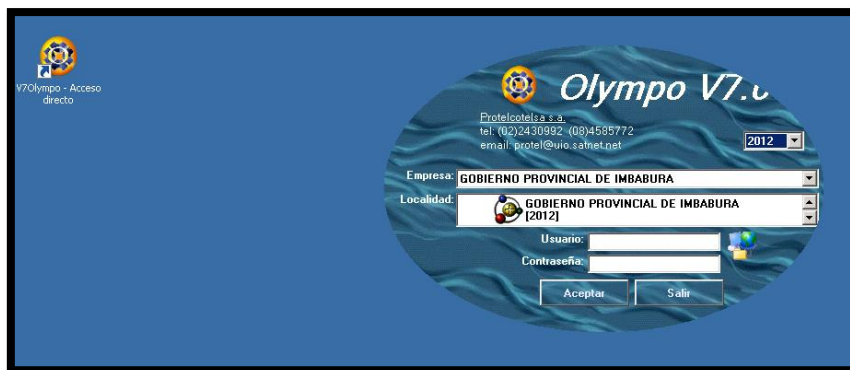 V7Olympo - Acceso
directo
Olympo V7.0
Protelcotelsa s.a.
tel: (02)2430992 (08)4585772
email: protel@uio.satnet.net
2012
Empresa: GOBIERNO PROVINCIAL DE IMBABURA
Localidad: GOBIERNO PROVINCIAL DE IMBABURA
[2012]
Usuario:
Contraseña:
Aceptar Salir